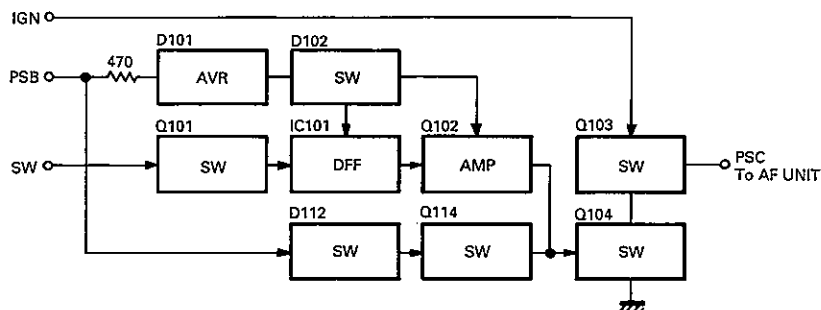 IGN
D101
D102
470
PSB
AVR
SW
Q101
IC101
Q102
Q103
SW
SW
DFF
AMP
SW
PSC
To AF UNIT
D112
Q114
Q104
SW
SW
SW